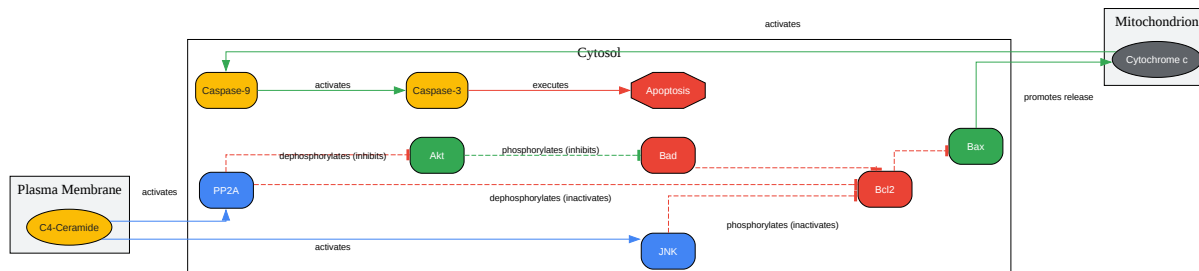 activates
Mitochondrion
Cytosol
Cytochrome c
Caspase-9
activates
Caspase-3
executes
Apoptosis
promotes release
dephosphorylates (inhibits)
Akt
phosphorylates (inhibits)
Bad
Bax
Plasma Membrane
activates
PP2A
Bcl2
dephosphorylates (inactivates)
C4-Ceramide
phosphorylates (inactivates)
activates
JNK